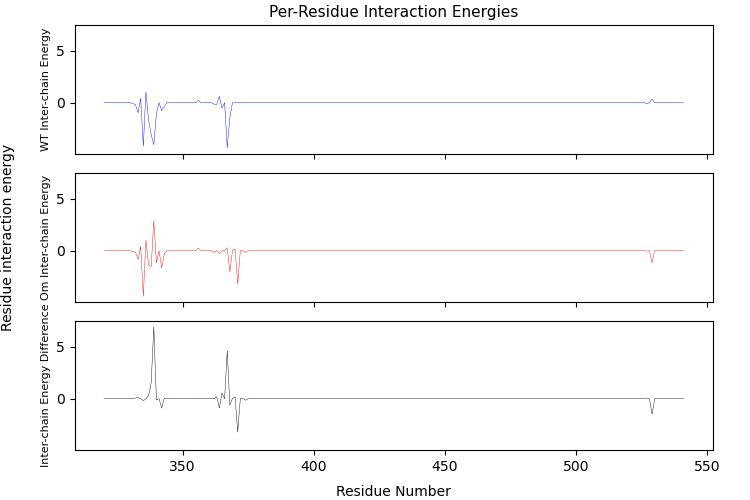 Per-Residue Interaction Energies
Residue interaction energy
WT Inter-chain Energy
5
0
Om Inter-chain Energy
5
0
Inter-chain Energy Difference
5
0
350
400
450
500
550
Residue Number